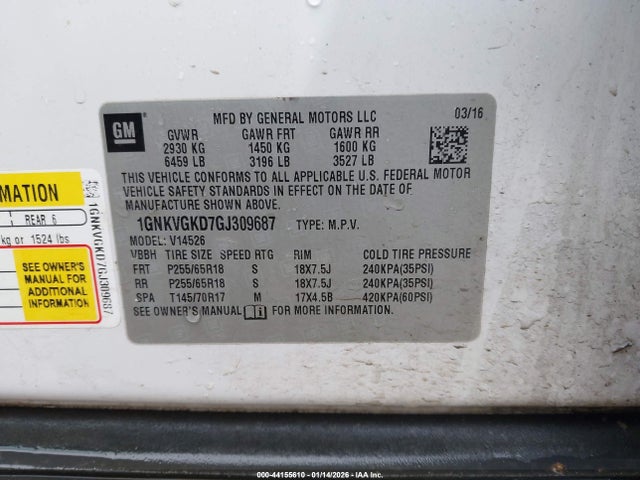 MFD BY GENERAL MOTORS LLC 03/16
GM
GVWR GAWR FRT GAWR RR
2930 KG 1450 KG 1600 KG
6459 LB 3196 LB 3527 LB
THIS VEHICLE CONFORMS TO ALL APPLICABLE U.S. FEDERAL MOTOR
VEHICLE SAFETY STANDARDS IN EFFECT ON THE DATE OF
MANUFACTURE SHOWN ABOVE.
1GNKVGKD7GJ309687 TYPE: M.P.V.
MODEL: V14526
VBBH TIRE SIZE SPEED RTG RIM COLD TIRE PRESSURE
FRT P255/65R18 S 18X7.5J 240KPA(35PSI)
RR P255/65R18 S 18X7.5J 240KPA(35PSI)
SPA T145/70R17 M 17X4.5B 420KPA(60PSI)
SEE OWNER'S MANUAL FOR MORE INFORMATION.
RMATION
REAR 6
kg or 1524 lbs
SEE OWNER'S
MANUAL FOR
ADDITIONAL
INFORMATION
1GNKVGKD7GJ309687
000-44155610 - 01/14/2026 - IAAI, Inc.